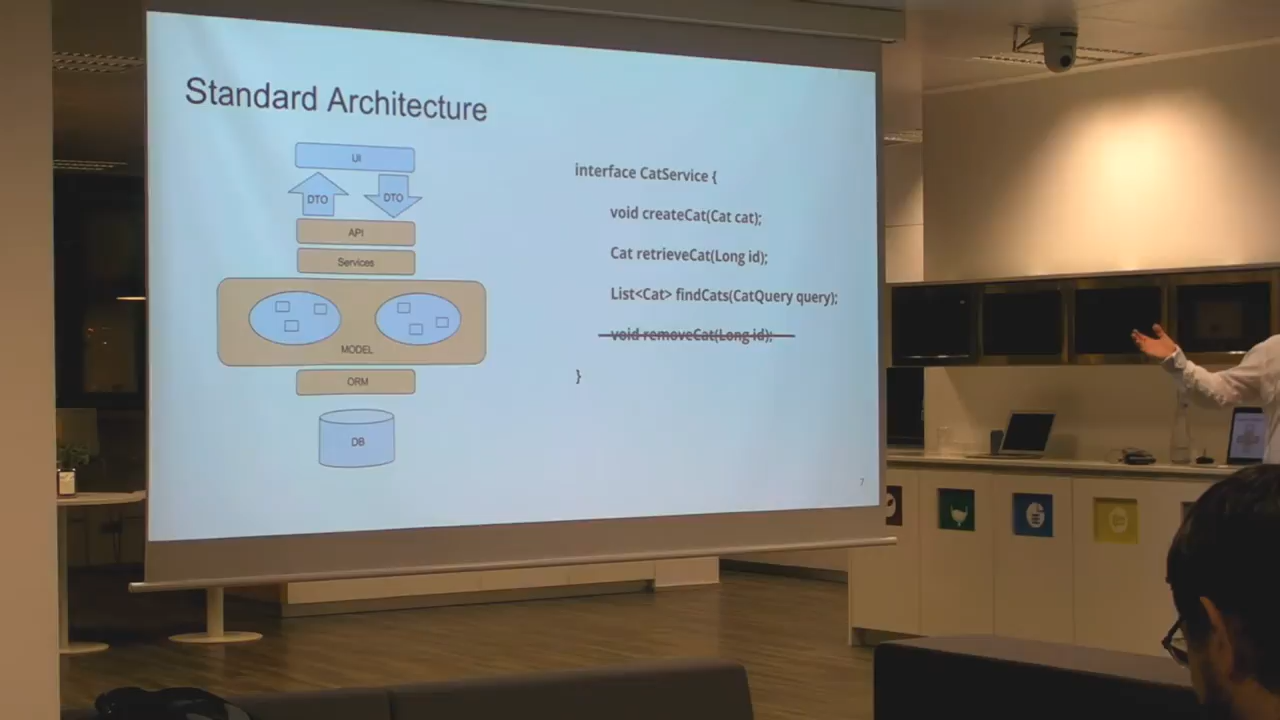 Standard Architecture
UI
DTO
DTO
API
Services
MODEL
ORM
DB
interface CatService {
void createCat(Cat cat);
Cat retrieveCat(Long id);
List<Cat> findCats(CatQuery query);
void removeCat(Long id);
}
7